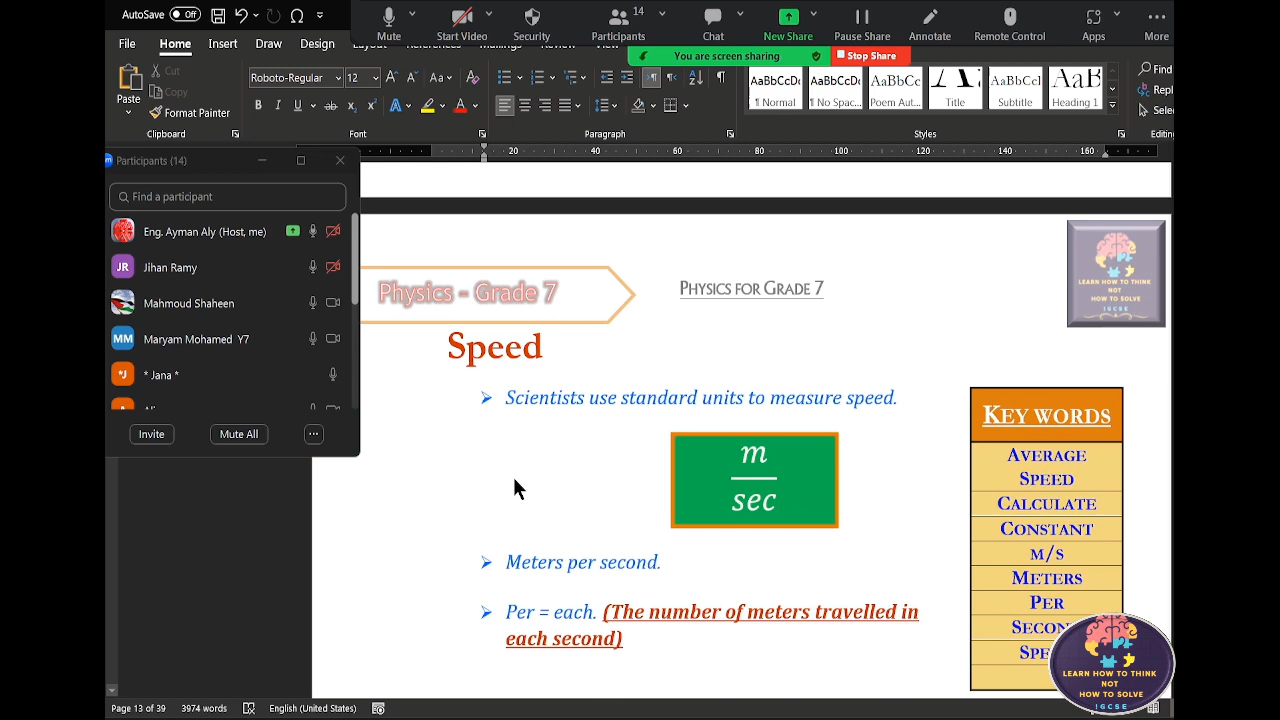 AutoSave Off
Mute
Start Video
Security
14
Participants
Chat
New Share
Pause Share
Annotate
Remote Control
Apps
More
File Home Insert Draw Design
You are screen sharing Stop Share
Cut
Copy
Format Painter
Paste
Roboto-Regular 12
AaBbCcDc AaBbCcDc AaBbCc AaBbCcI AaB
¶ Normal ¶ No Spac... Poem Aut... Title Subtitle Heading 1
Find
Clipboard Font Paragraph Styles
20 40 60 80 100 120 140 160
Participants (14)
Find a participant
Eng. Ayman Aly (Host, me)
JR Jihan Ramy
Mahmoud Shaheen
MM Maryam Mohamed Y7
*J * Jana *
Invite Mute All ...
Physics - Grade 7
PHYSICS FOR GRADE 7
LEARN HOW TO THINK
NOT
HOW TO SOLVE
IGCSE
Speed
➢ Scientists use standard units to measure speed.
m
sec
➢ Meters per second.
➢ Per = each. (The number of meters travelled in
each second)
KEY WORDS
AVERAGE
SPEED
CALCULATE
CONSTANT
M/S
METERS
PER
LEARN HOW TO THINK
NOT
HOW TO SOLVE
IGCSE
Page 13 of 39 3974 words English (United States)